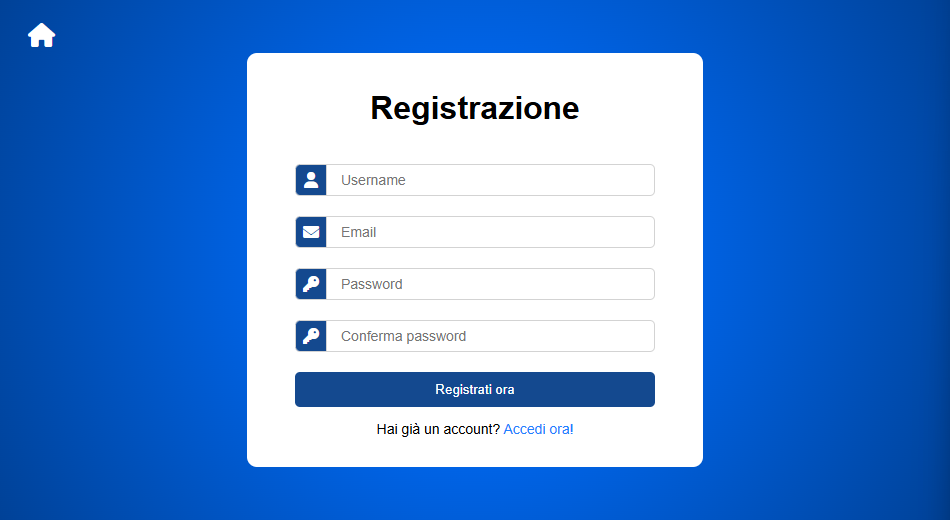 Registrazione
Username
Email
Password
Conferma password
Registrati ora
Hai già un account? Accedi ora!